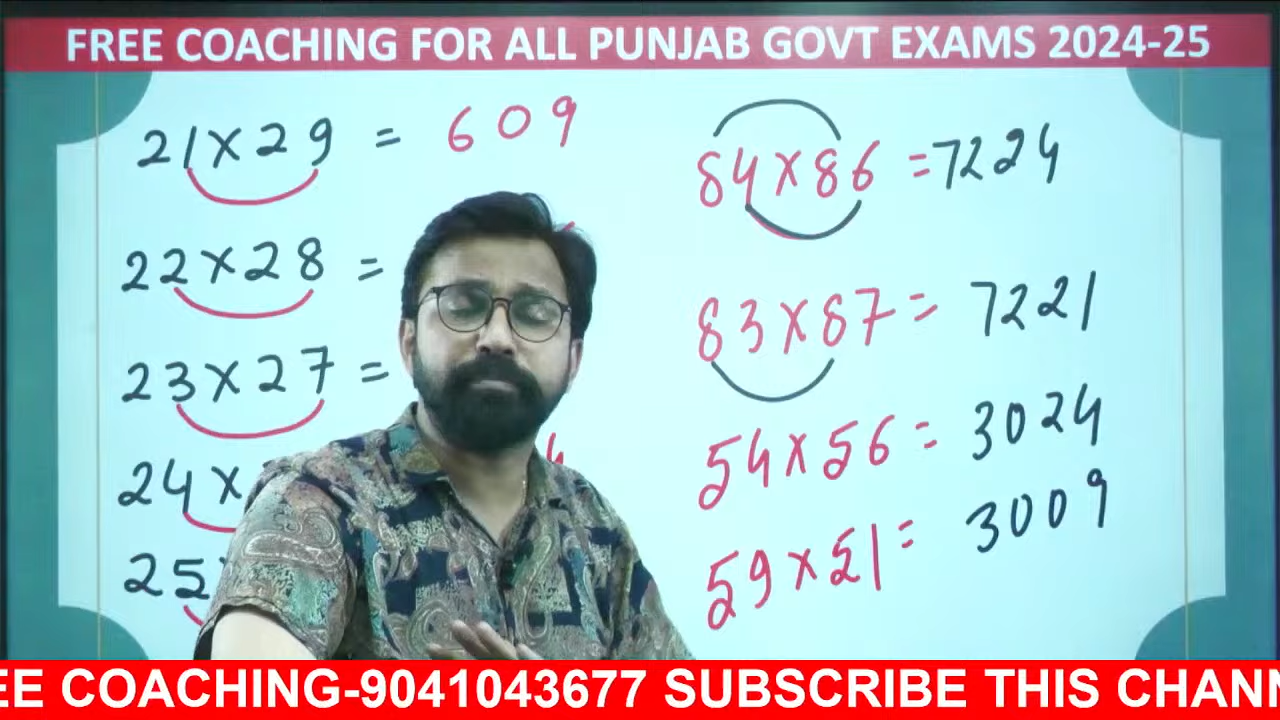 FREE COACHING FOR ALL PUNJAB GOVT EXAMS 2024-25
21×29 = 609
22×28 =
23×27 =
24×
25
84×86 =7224
83×87= 7221
54×56= 3024
59×51= 3009
EE COACHING-9041043677 SUBSCRIBE THIS CHANN